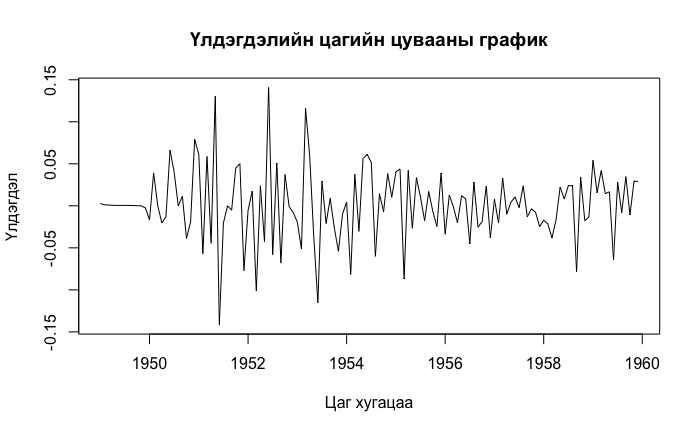 Үлдэгдэлийн цагийн цувааны график
0.15
0.05
-0.05
-0.15
Үлдэгдэл
1950 1952 1954 1956 1958 1960
Цаг хугацаа